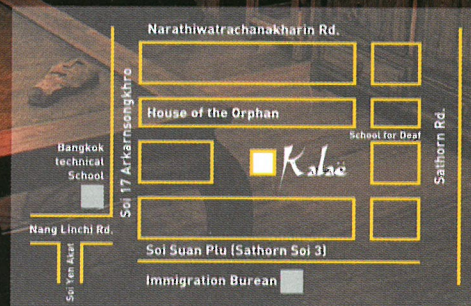 Narathiwatrachanakharin Rd.
Soi 17 Arkarnsongkhro
House of the Orphan
School for Deaf
Sathorn Rd.
Bangkok
technical
School
Kalaë
Nang Linchi Rd.
Soi Yen Akat
Soi Suan Plu (Sathorn Soi 3)
Immigration Burean